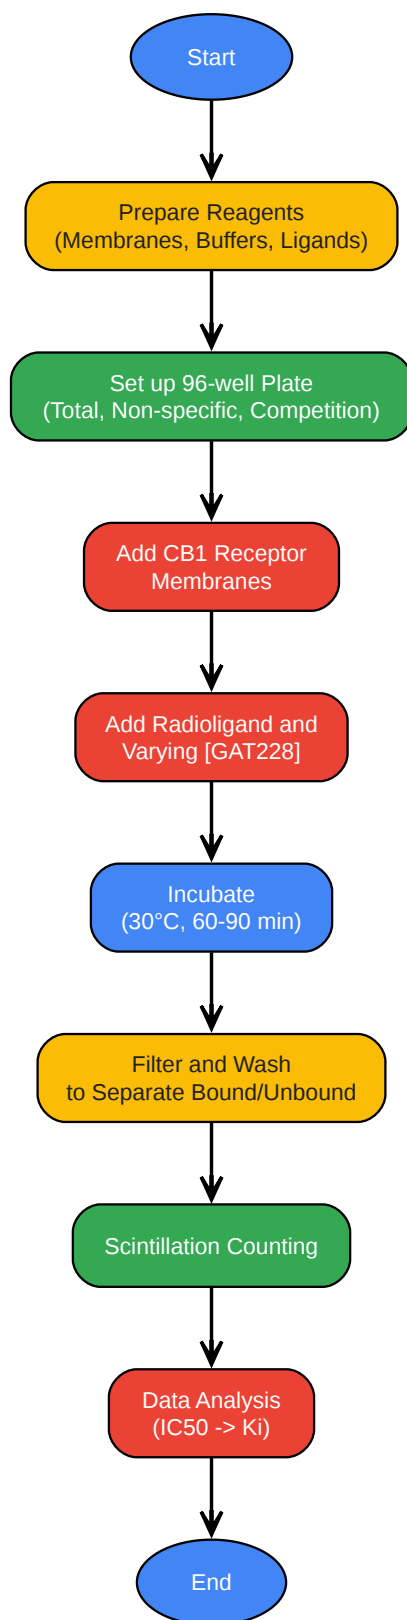 Start
Prepare Reagents
(Membranes, Buffers, Ligands)
Set up 96-well Plate
(Total, Non-specific, Competition)
Add CB1 Receptor
Membranes
Add Radioligand and
Varying [GAT228]
Incubate
(30°C, 60-90 min)
Filter and Wash
to Separate Bound/Unbound
Scintillation Counting
Data Analysis
(IC50 -> Ki)
End